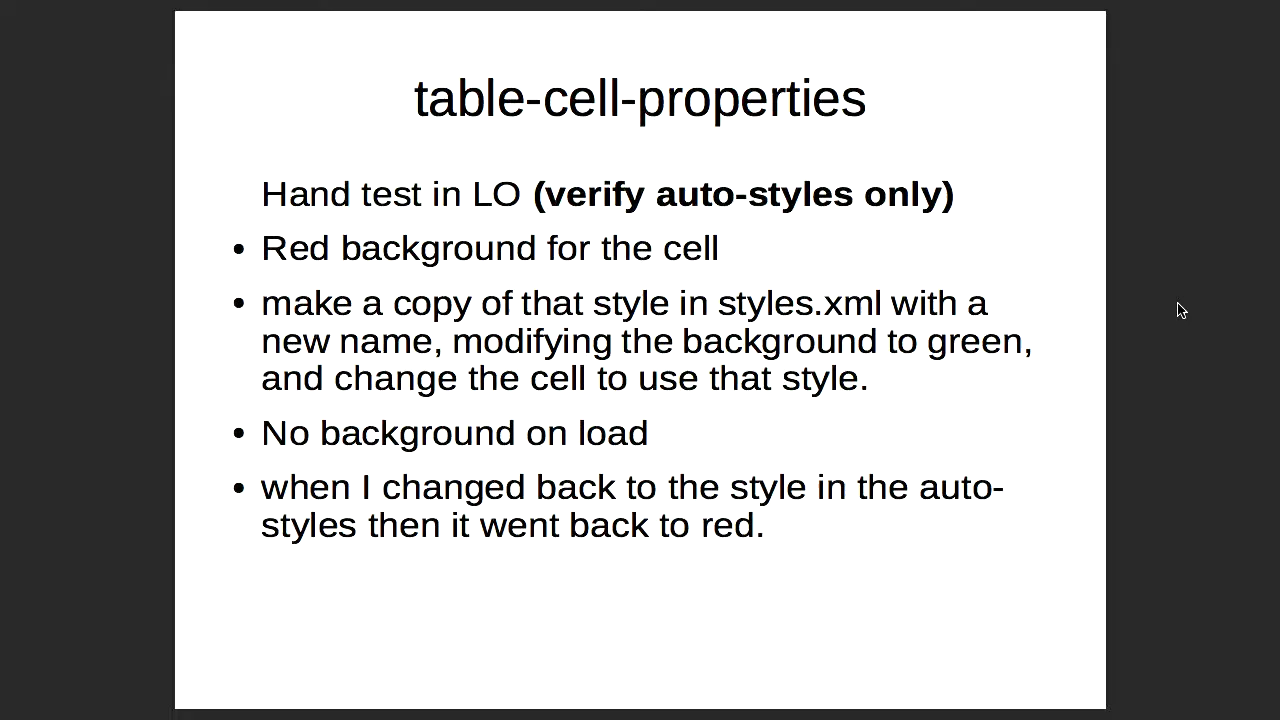 table-cell-properties
Hand test in LO (verify auto-styles only)
• Red background for the cell
• make a copy of that style in styles.xml with a
new name, modifying the background to green,
and change the cell to use that style.
• No background on load
• when I changed back to the style in the auto-
styles then it went back to red.